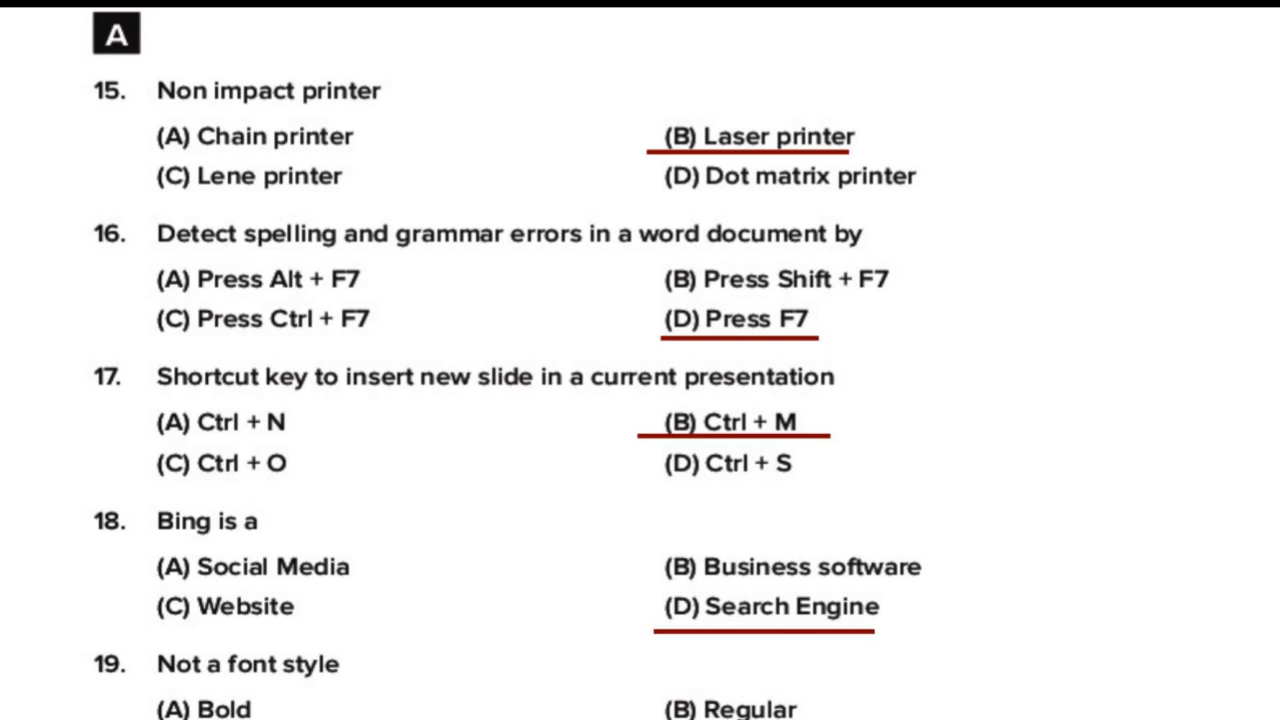 A
15. Non impact printer
(A) Chain printer (B) Laser printer
(C) Lene printer (D) Dot matrix printer
16. Detect spelling and grammar errors in a word document by
(A) Press Alt + F7 (B) Press Shift + F7
(C) Press Ctrl + F7 (D) Press F7
17. Shortcut key to insert new slide in a current presentation
(A) Ctrl + N (B) Ctrl + M
(C) Ctrl + O (D) Ctrl + S
18. Bing is a
(A) Social Media (B) Business software
(C) Website (D) Search Engine
19. Not a font style
(A) Bold (B) Regular